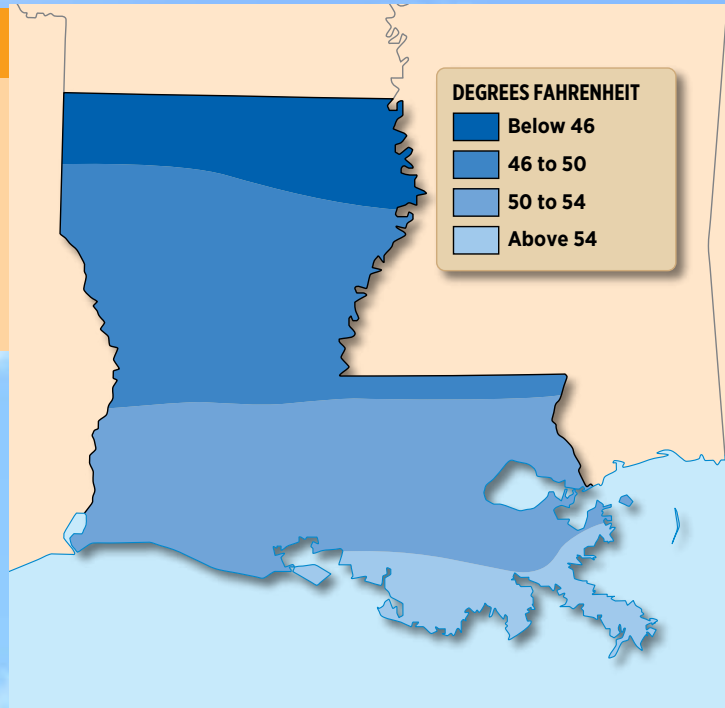 DEGREES FAHRENHEIT
Below 46
46 to 50
50 to 54
Above 54